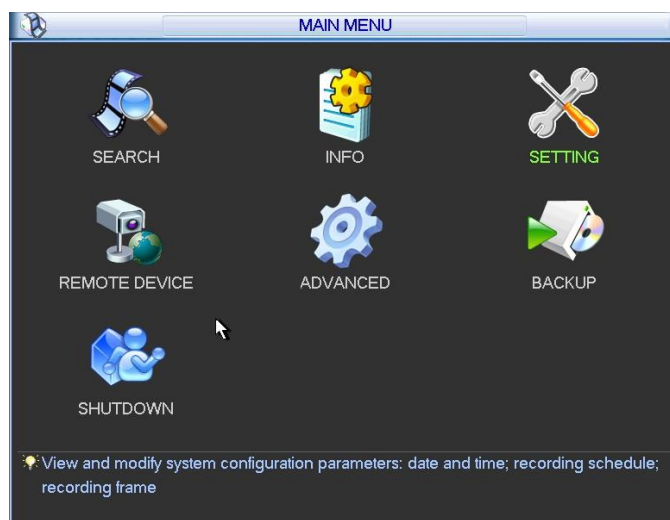 MAIN MENU
SEARCH
INFO
SETTING
REMOTE DEVICE
ADVANCED
BACKUP
SHUTDOWN
View and modify system configuration parameters: date and time; recording schedule;
recording frame